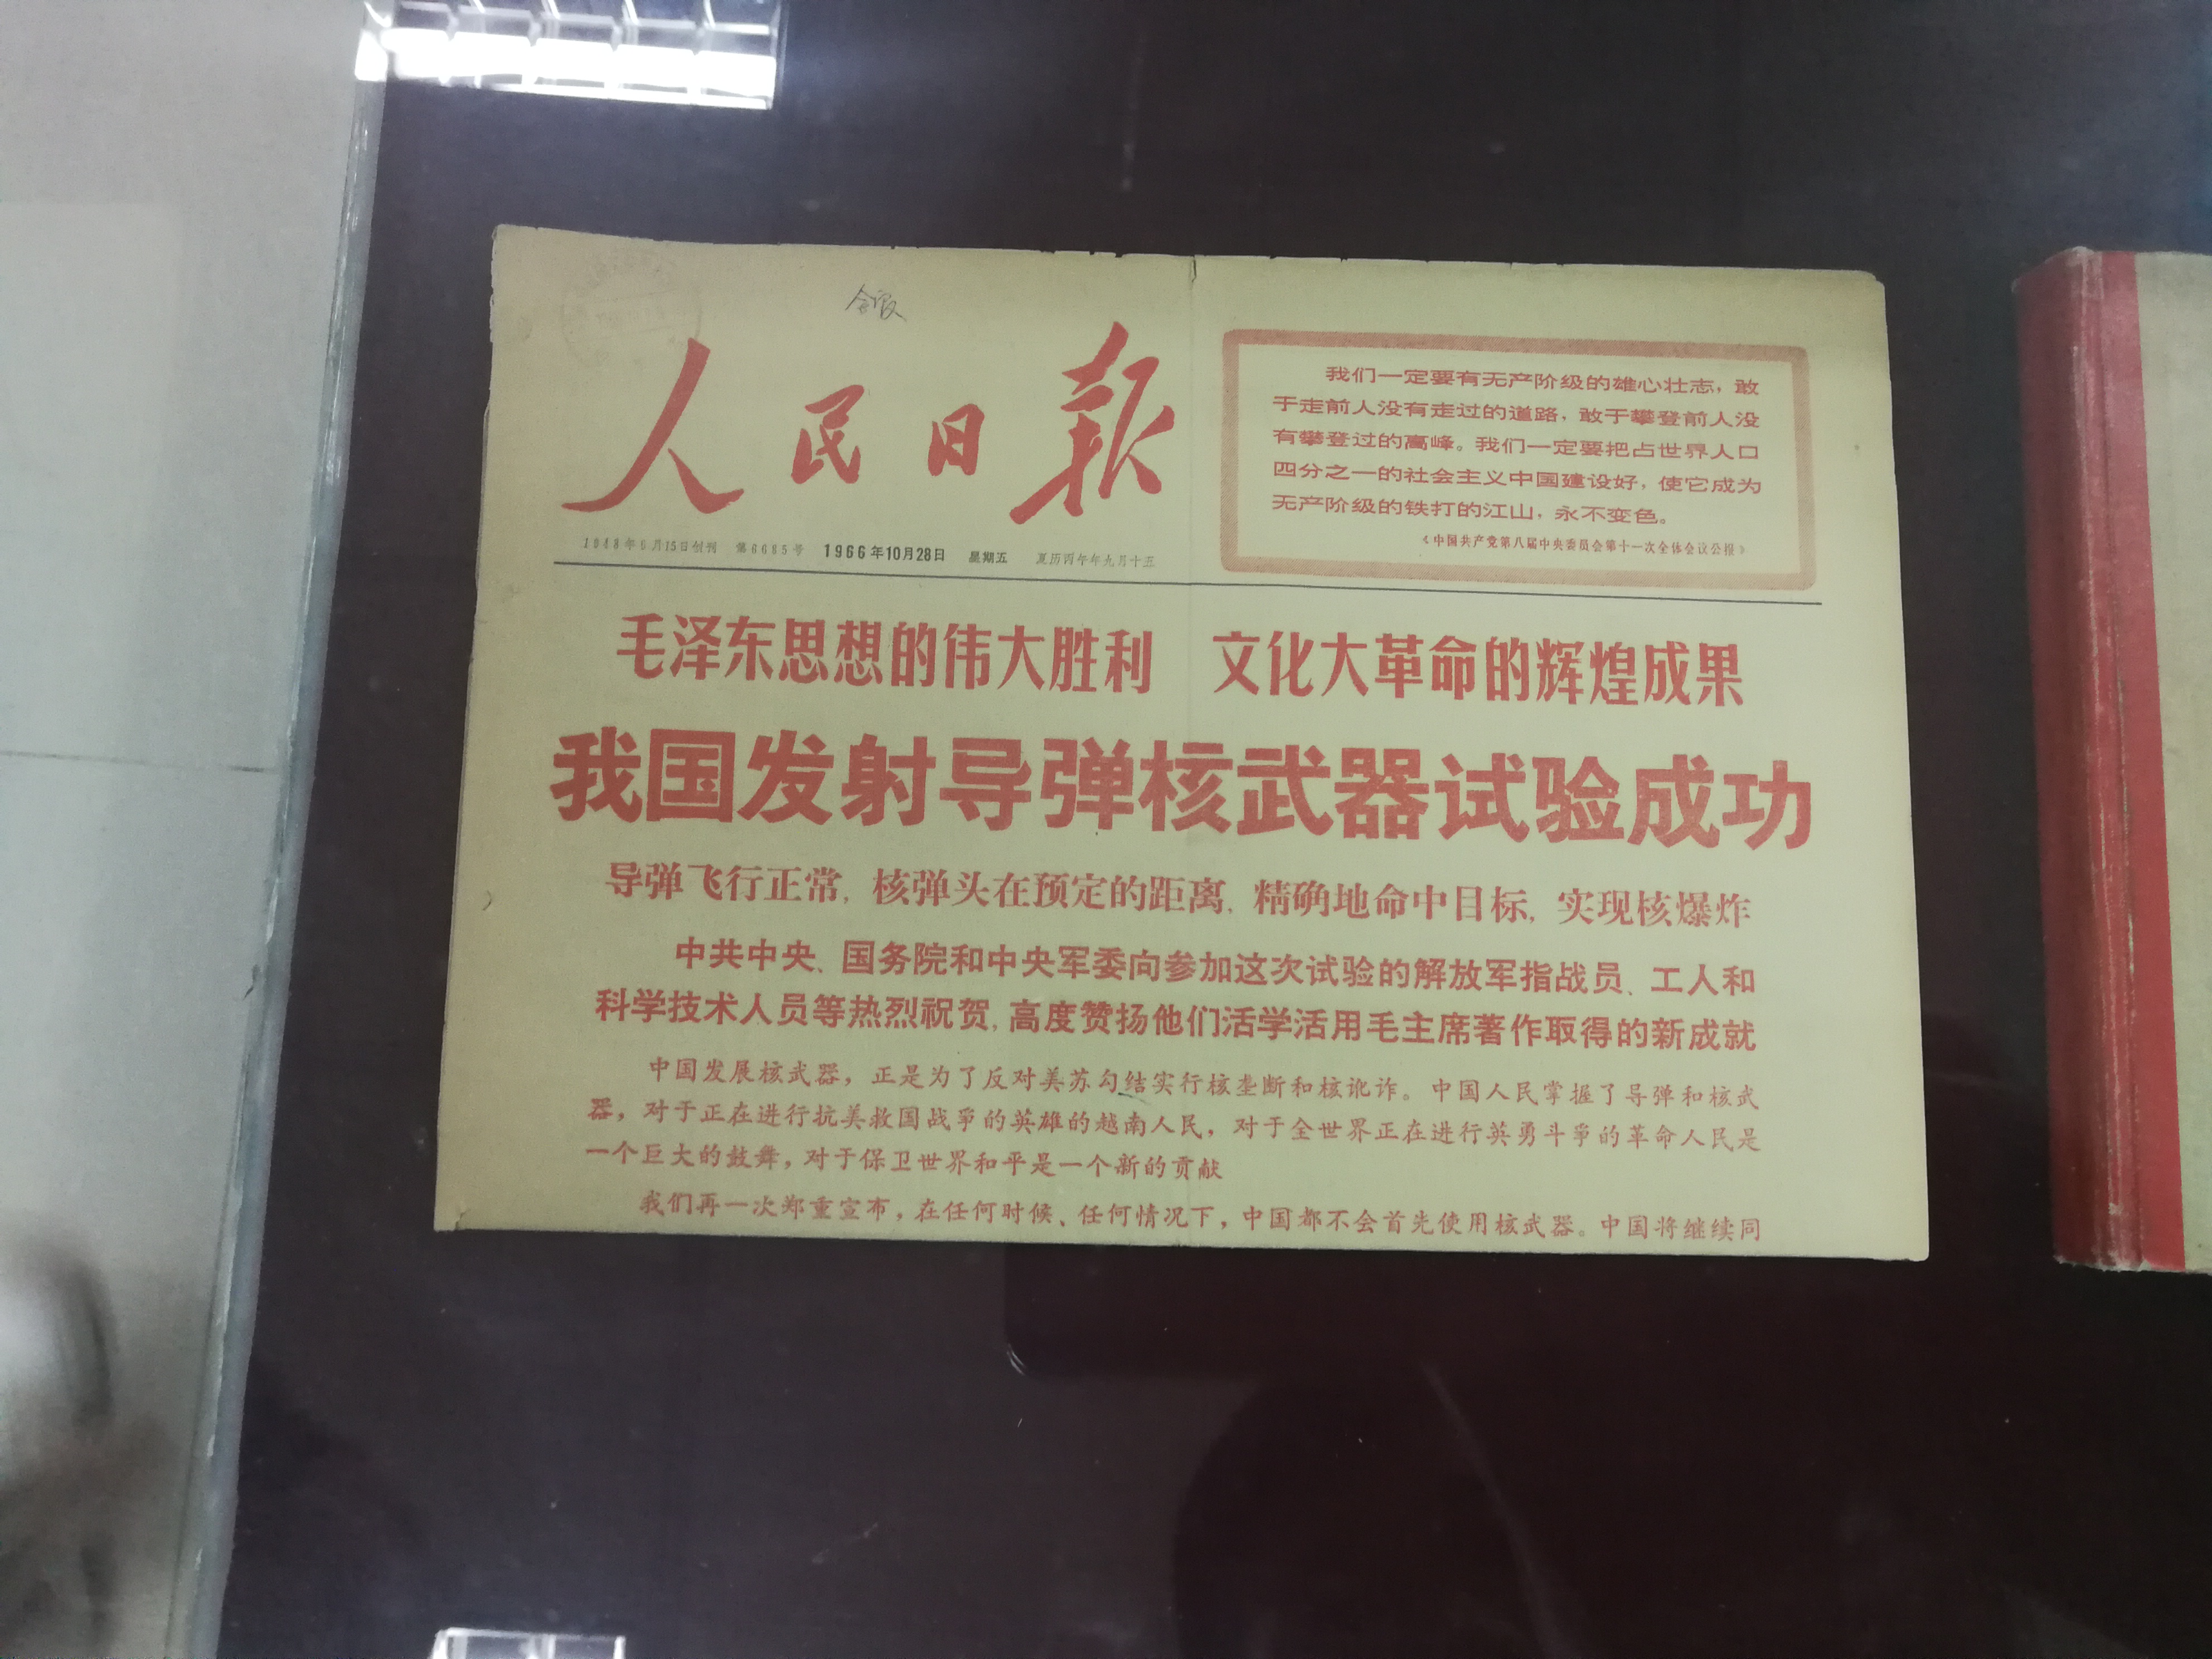 人民日报
1948年6月15日创刊 第6685号 1966年10月28日 星期五 夏历丙午年九月十五
我们一定要有无产阶级的雄心壮志，敢
于走前人没有走过的道路，敢于攀登前人没
有攀登过的高峰。我们一定要把占世界人口
四分之一的社会主义中国建设好，使它成为
无产阶级的铁打的江山，永不变色。
《中国共产党第八届中央委员会第十一次全体会议公报》
毛泽东思想的伟大胜利 文化大革命的辉煌成果
我国发射导弹核武器试验成功
导弹飞行正常，核弹头在预定的距离，精确地命中目标，实现核爆炸
中共中央、国务院和中央军委向参加这次试验的解放军指战员、工人和
科学技术人员等热烈祝贺，高度赞扬他们活学活用毛主席著作取得的新成就
中国发展核武器，正是为了反对美苏勾结实行核垄断和核讹诈。中国人民掌握了导弹和核武
器，对于正在进行抗美救国战争的英雄的越南人民，对于全世界正在进行英勇斗争的革命人民是
一个巨大的鼓舞，对于保卫世界和平是一个新的贡献
我们再一次郑重宣布，在任何时候、任何情况下，中国都不会首先使用核武器。中国将继续同